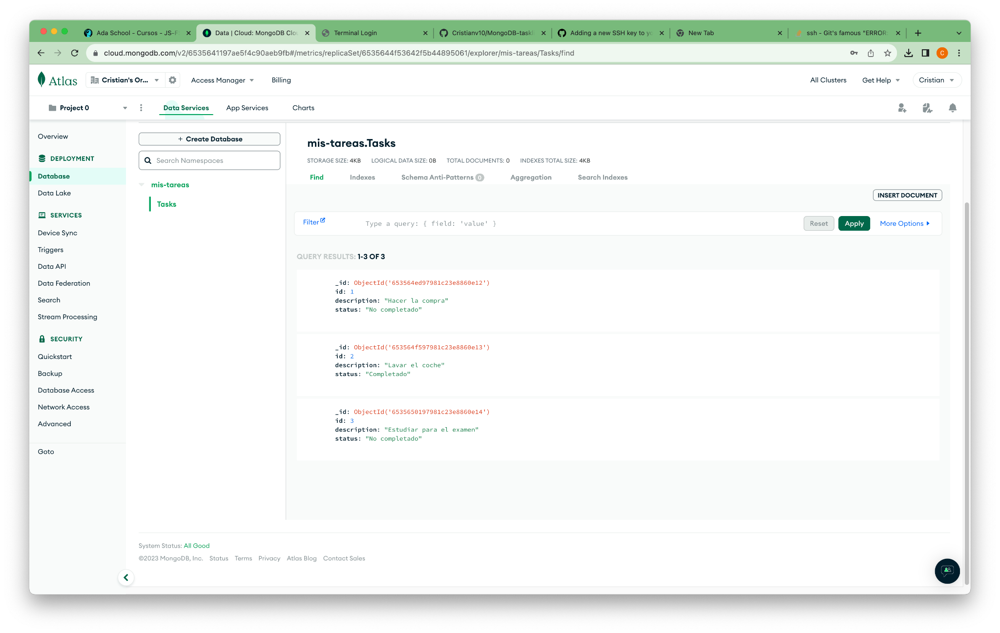 Ada School - Cursos - JS-F
Data | Cloud: MongoDB Clo
Terminal Login
Cristianv10/MongoDB-taskl
Adding a new SSH key to yo
New Tab
ssh - Git's famous "ERROR:
cloud.mongodb.com/v2/6535641197ae5f4c90aeb9fb#/metrics/replicaSet/6535644f53642f5b44895061/explorer/mis-tareas/Tasks/find
C
Atlas
Cristian's Or...
Access Manager
Billing
All Clusters
Get Help
Cristian
Project 0
Data Services
App Services
Charts
Overview
DEPLOYMENT
Database
Data Lake
SERVICES
Device Sync
Triggers
Data API
Data Federation
Search
Stream Processing
SECURITY
Quickstart
Backup
Database Access
Network Access
Advanced
Goto
+ Create Database
Search Namespaces
mis-tareas
Tasks
mis-tareas.Tasks
STORAGE SIZE: 4KB LOGICAL DATA SIZE: 0B TOTAL DOCUMENTS: 0 INDEXES TOTAL SIZE: 4KB
Find Indexes Schema Anti-Patterns 0 Aggregation Search Indexes
INSERT DOCUMENT
Filter Type a query: { field: 'value' } Reset Apply More Options
QUERY RESULTS: 1-3 OF 3
_id: ObjectId('653564ed97981c23e8860e12')
id: 1
description: "Hacer la compra"
status: "No completado"
_id: ObjectId('653564f597981c23e8860e13')
id: 2
description: "Lavar el coche"
status: "Completado"
_id: ObjectId('6535650197981c23e8860e14')
id: 3
description: "Estudiar para el examen"
status: "No completado"
System Status: All Good
©2023 MongoDB, Inc. Status Terms Privacy Atlas Blog Contact Sales